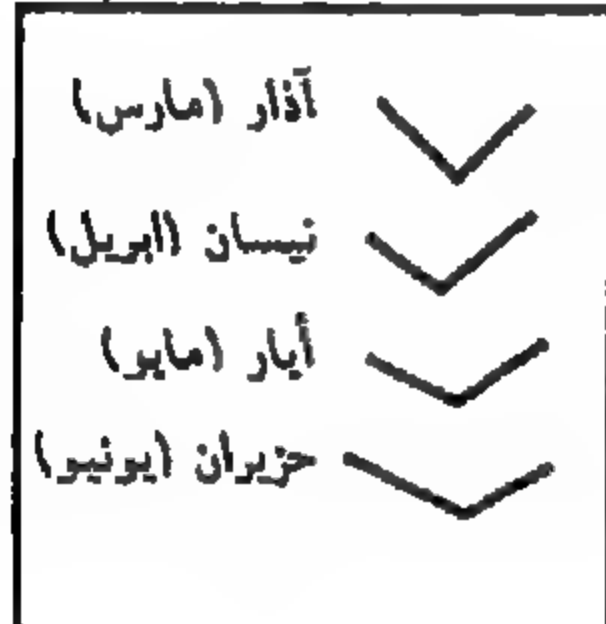 آذار (مارس)
نيسان (ابريل)
أيار (مايو)
حزيران (يونيو)